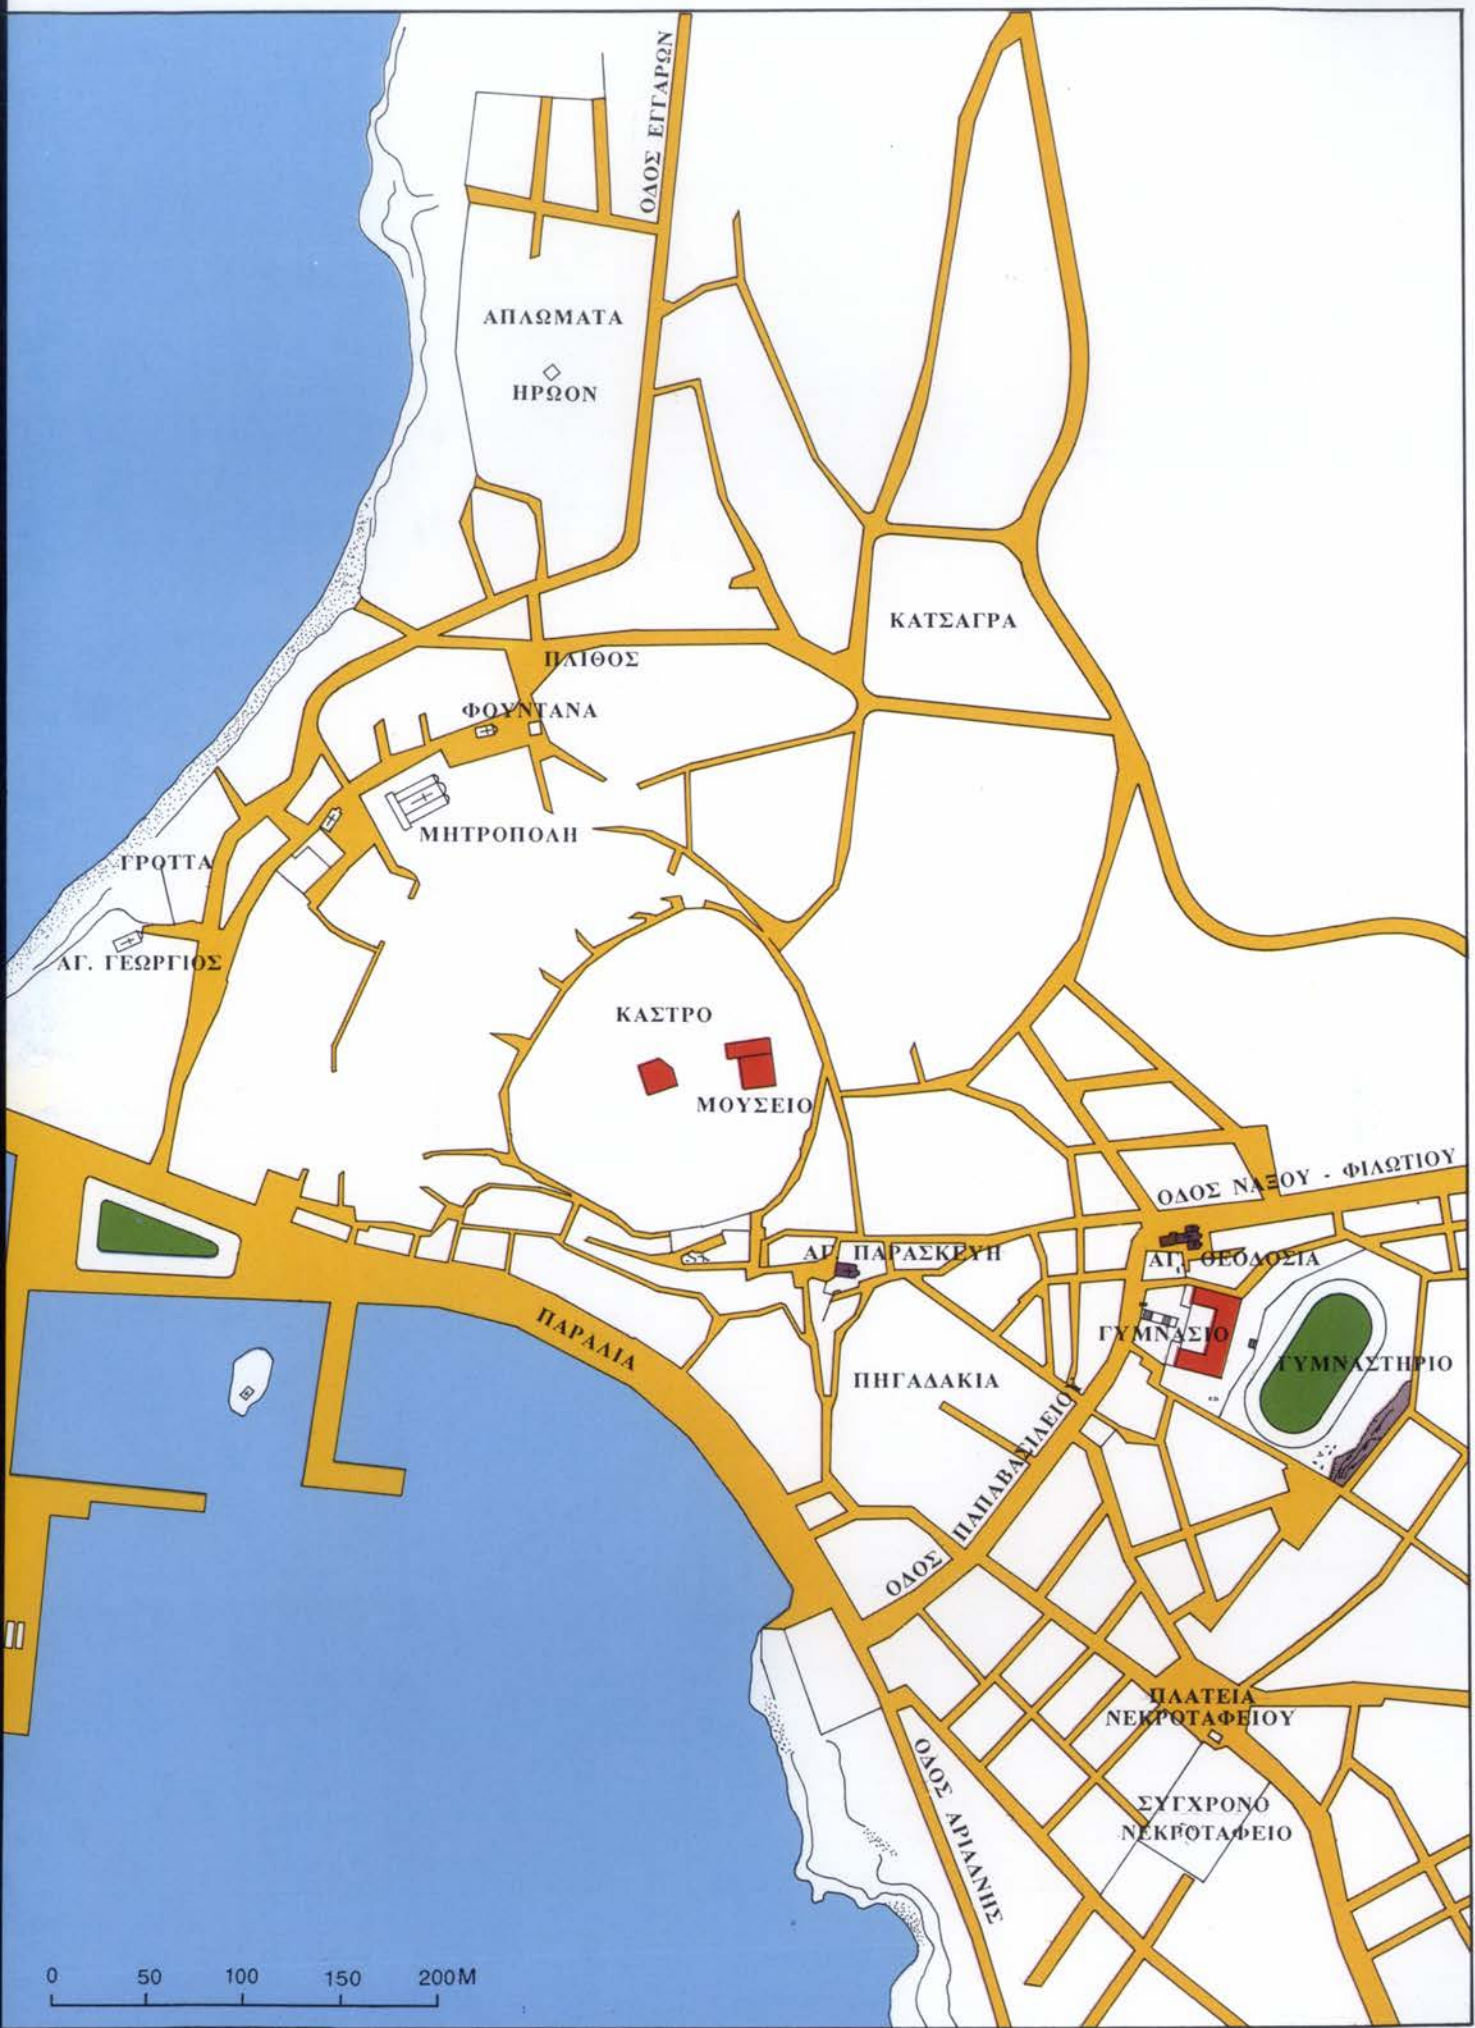 ΟΔΟΣ ΕΓΓΑΡΩΝ
ΑΠΛΩΜΑΤΑ
ΗΡΩΟΝ
ΚΑΤΣΑΓΡΑ
ΠΛΙΘΟΣ
ΦΟΥΝΤΑΝΑ
ΜΗΤΡΟΠΟΛΗ
ΓΡΟΤΤΑ
ΑΓ. ΓΕΩΡΓΙΟΣ
ΚΑΣΤΡΟ
ΜΟΥΣΕΙΟ
ΟΔΟΣ ΝΑΞΟΥ - ΦΙΛΩΤΙΟΥ
ΑΓ. ΠΑΡΑΣΚΕΥΗ
ΑΓ. ΘΕΟΔΟΣΙΑ
ΠΑΡΑΛΙΑ
ΓΥΜΝΑΣΙΟ
ΓΥΜΝΑΣΤΗΡΙΟ
ΠΗΓΑΔΑΚΙΑ
ΟΔΟΣ ΠΑΠΑΒΑΣΙΛΕΙΟΥ
ΠΛΑΤΕΙΑ
ΝΕΚΡΟΤΑΦΕΙΟΥ
ΟΔΟΣ ΑΡΙΑΔΝΗΣ
ΣΥΓΧΡΟΝΟ
ΝΕΚΡΟΤΑΦΕΙΟ
0 50 100 150 200M